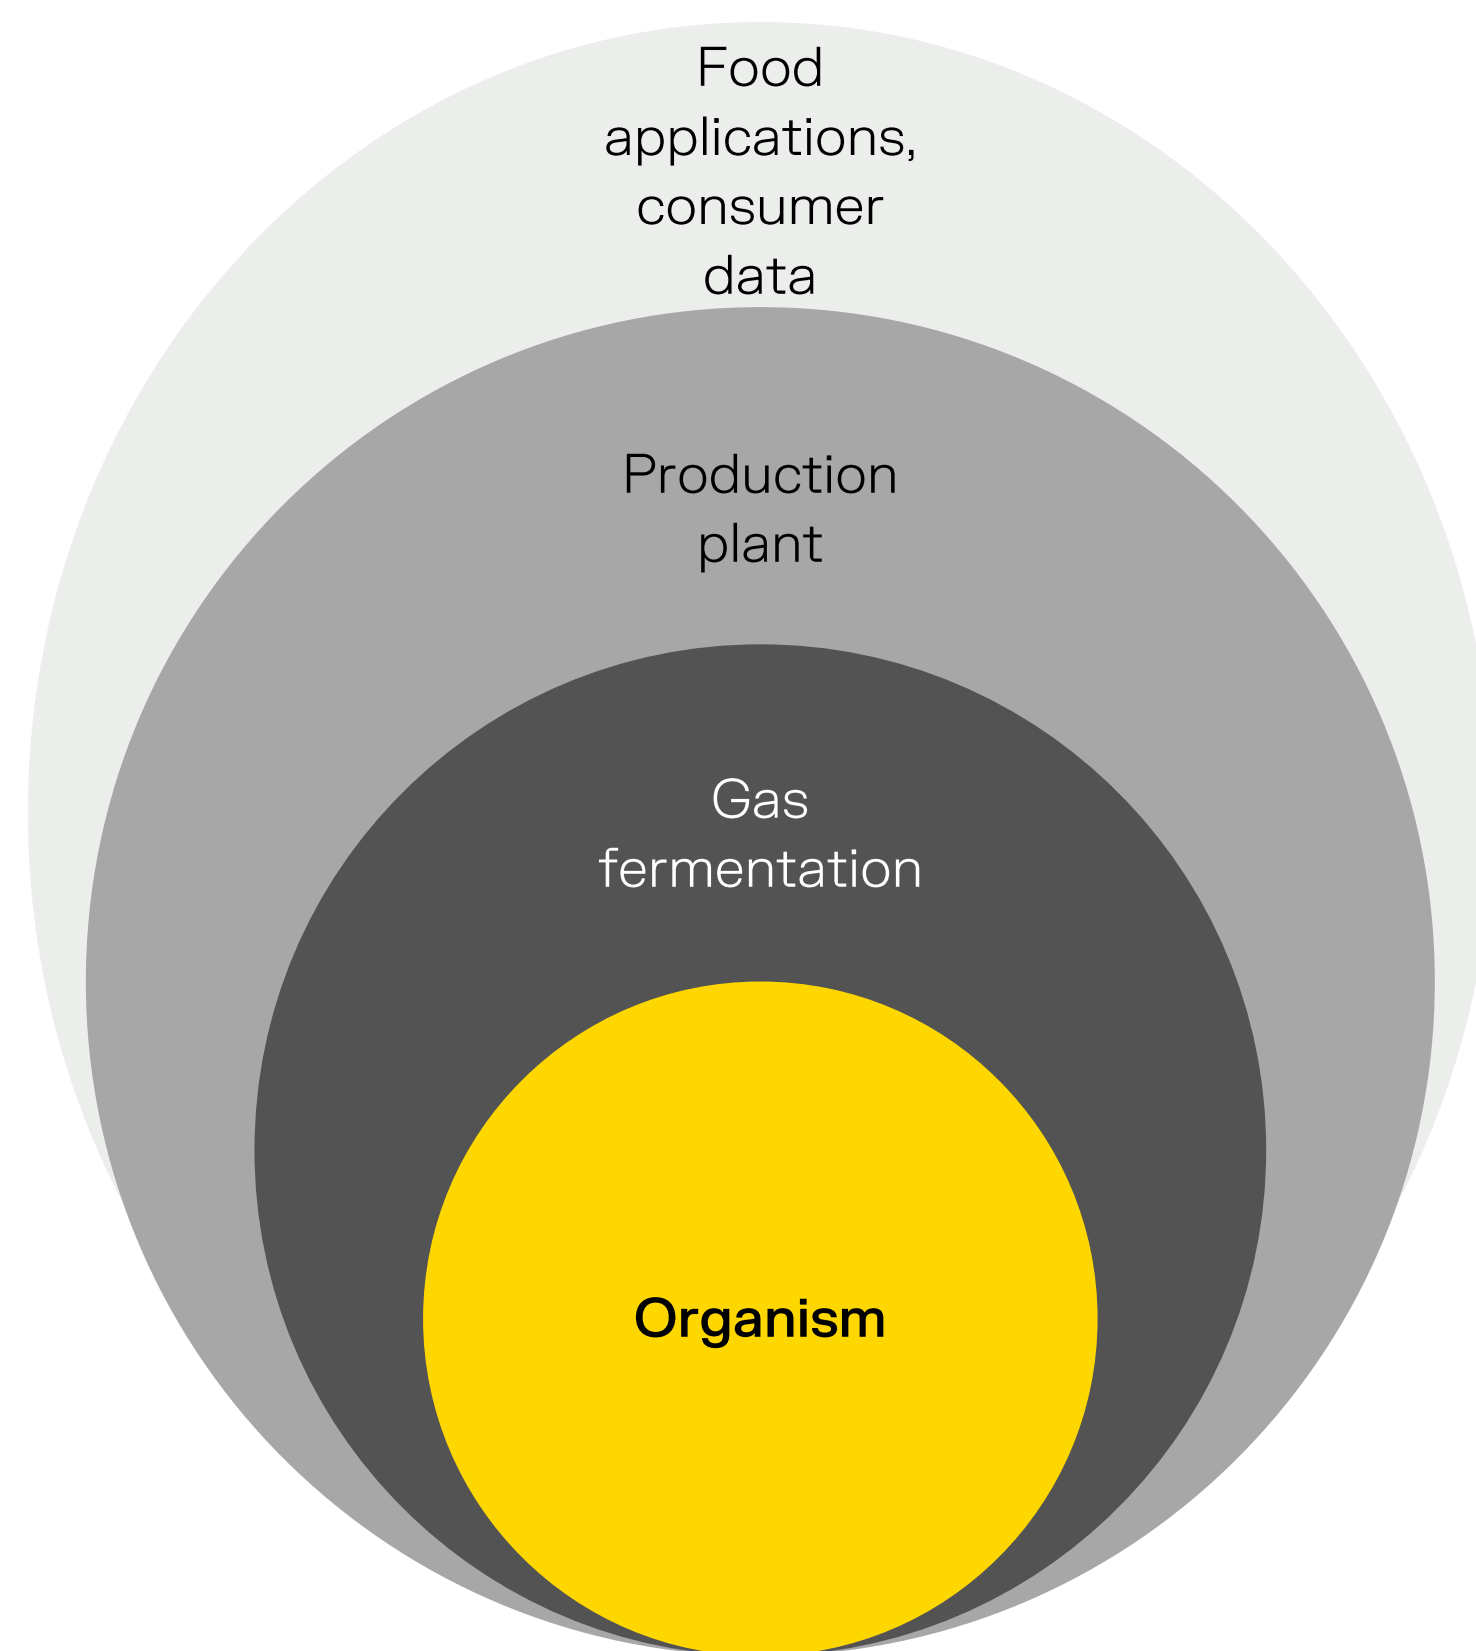 Food
applications,
consumer
data
Production
plant
Gas
fermentation
Organism